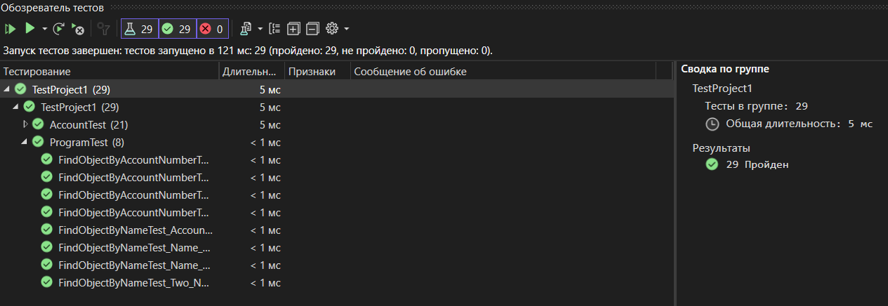 Обозреватель тестов
29 29 0
Запуск тестов завершен: тестов запущено в 121 мс: 29 (пройдено: 29, не пройдено: 0, пропущено: 0).
Тестирование Длительн... Признаки Сообщение об ошибке
TestProject1 (29) 5 мс
TestProject1 (29) 5 мс
AccountTest (21) 5 мс
ProgramTest (8) < 1 мс
FindObjectByAccountNumberT... < 1 мс
FindObjectByAccountNumberT... < 1 мс
FindObjectByAccountNumberT... < 1 мс
FindObjectByAccountNumberT... < 1 мс
FindObjectByNameTest_Accoun... < 1 мс
FindObjectByNameTest_Name_... < 1 мс
FindObjectByNameTest_Name_... < 1 мс
FindObjectByNameTest_Two_N... < 1 мс
Сводка по группе
TestProject1
Тесты в группе: 29
Общая длительность: 5 мс
Результаты
29 Пройден